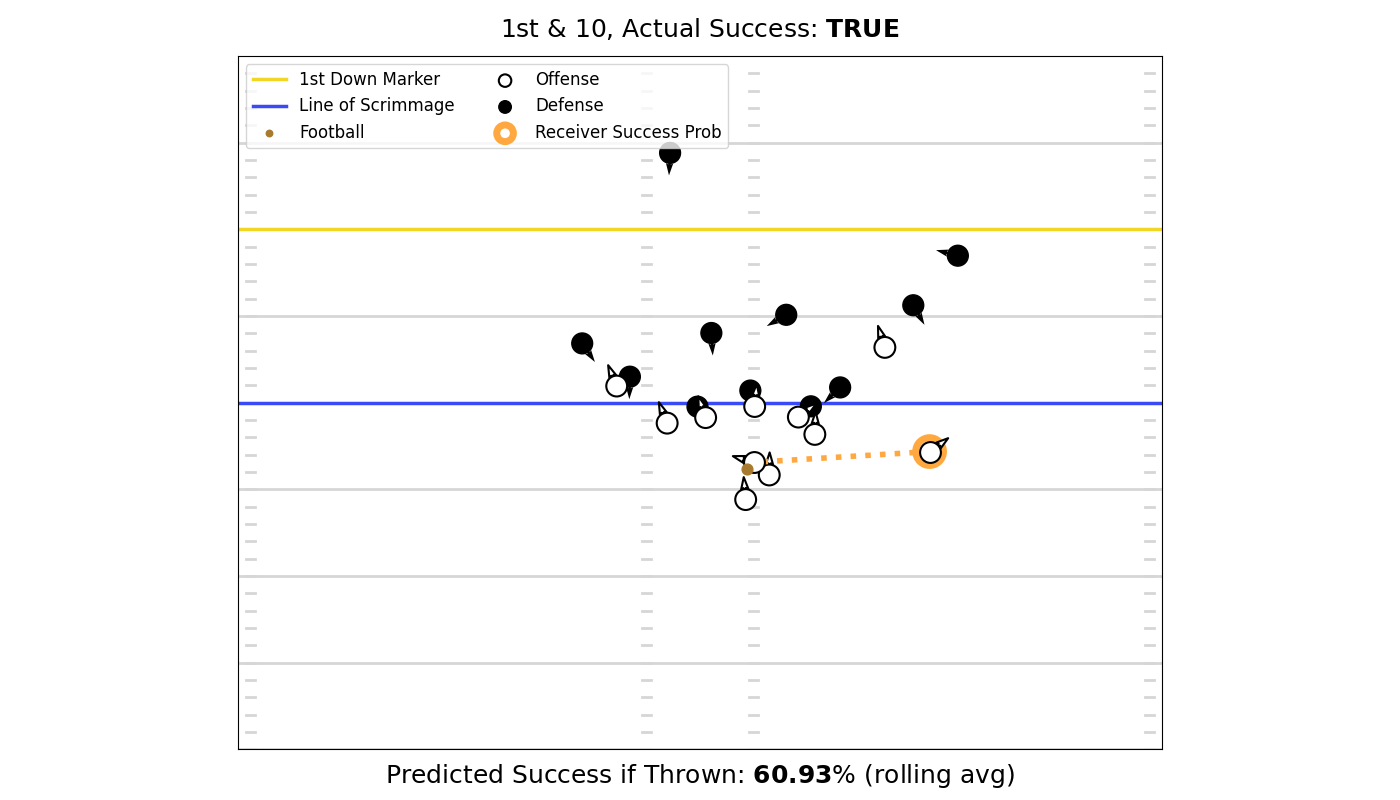 1st & 10, Actual Success: TRUE
1st Down Marker
Line of Scrimmage
Football
Offense
Defense
Receiver Success Prob
Predicted Success if Thrown: 60.93% (rolling avg)